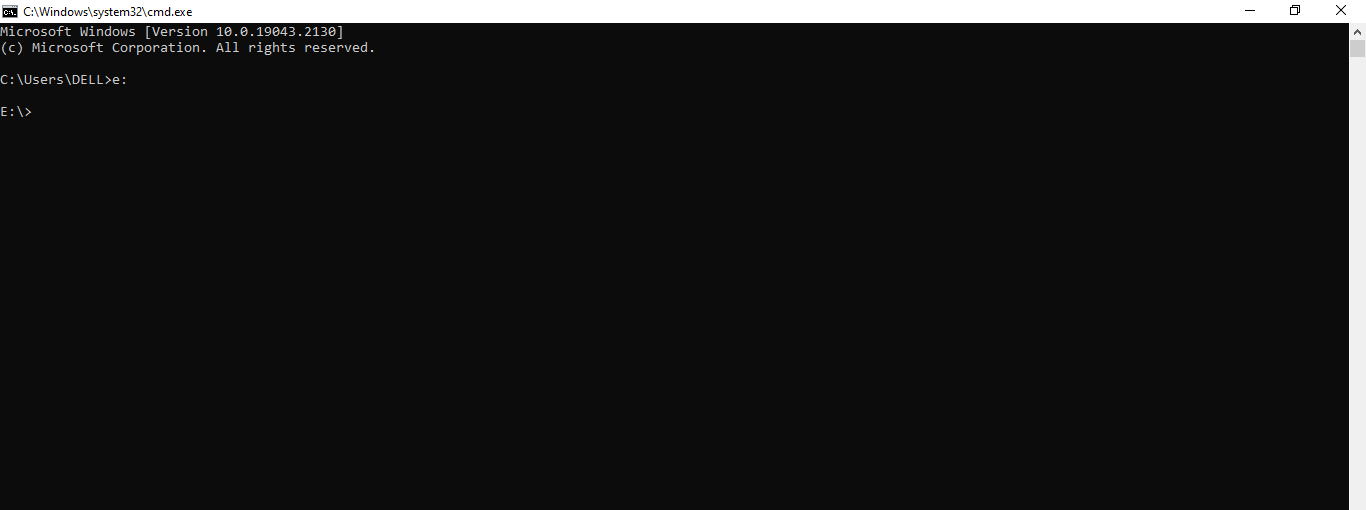 C:\Windows\system32\cmd.exe
Microsoft Windows [Version 10.0.19043.2130]
(c) Microsoft Corporation. All rights reserved.
C:\Users\DELL>e:
E:\>